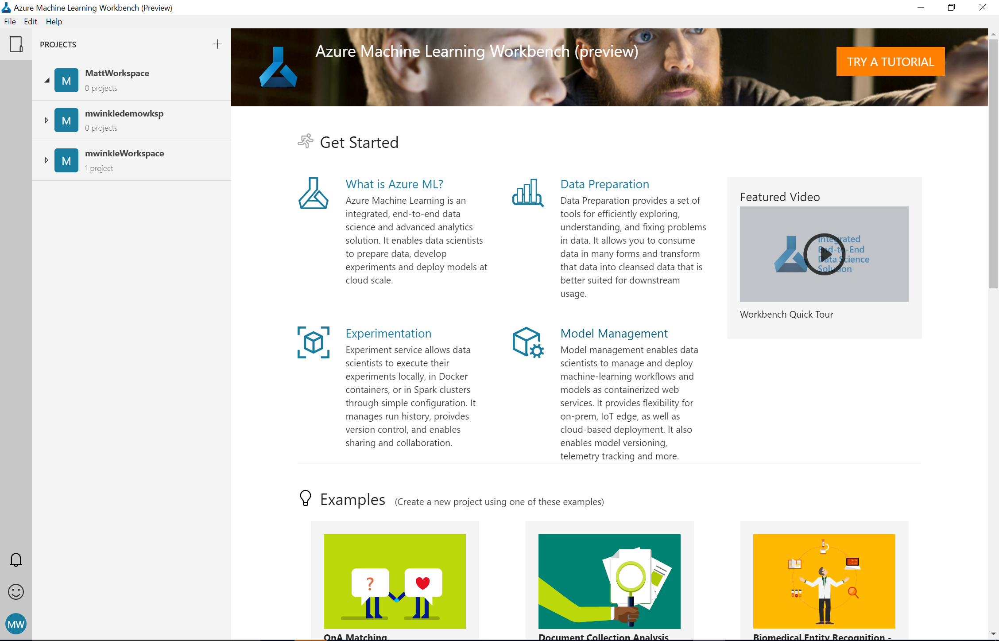 Azure Machine Learning Workbench (Preview)
File Edit Help
PROJECTS
M
MattWorkspace
0 projects
M
mwinkledemowksp
0 projects
M
mwinkleWorkspace
1 project
MW
Azure Machine Learning Workbench (preview)
TRY A TUTORIAL
Get Started
What is Azure ML?
Azure Machine Learning is an
integrated, end-to-end data
science and advanced analytics
solution. It enables data scientists
to prepare data, develop
experiments and deploy models at
cloud scale.
Data Preparation
Data Preparation provides a set of
tools for efficiently exploring,
understanding, and fixing problems
in data. It allows you to consume
data in many forms and transform
that data into cleansed data that is
better suited for downstream
usage.
Featured Video
Integrated
End-to-End
Data Science
Solution
Workbench Quick Tour
Experimentation
Experiment service allows data
scientists to execute their
experiments locally, in Docker
containers, or in Spark clusters
through simple configuration. It
manages run history, proivdes
version control, and enables
sharing and collaboration.
Model Management
Model management enables data
scientists to manage and deploy
machine-learning workflows and
models as containerized web
services. It provides flexibility for
on-prem, IoT edge, as well as
cloud-based deployment. It also
enables model versioning,
telemetry tracking and more.
Examples (Create a new project using one of these examples)
?
QnA Matching
Document Collection Analysis
Biomedical Entity Recognition -